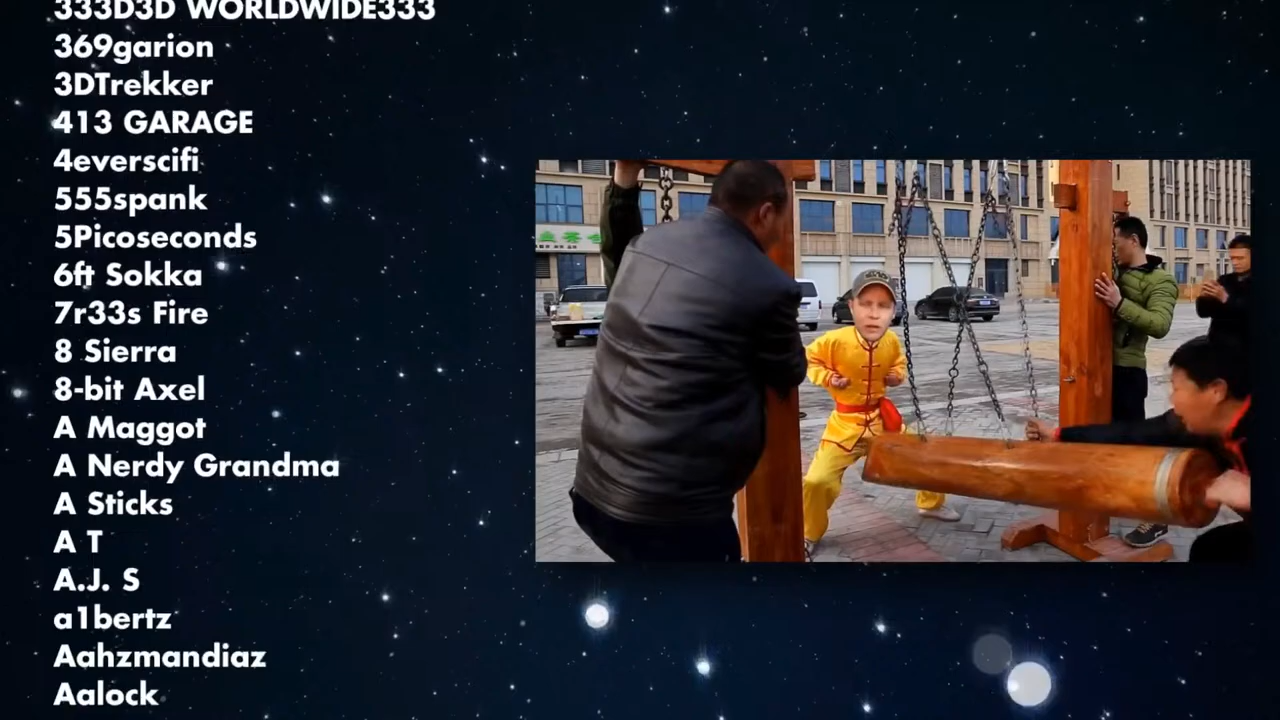 333D3D WORLDWIDE333
369garion
3DTrekker
413 GARAGE
4everscifi
555spank
5Picoseconds
6ft Sokka
7r33s Fire
8 Sierra
8-bit Axel
A Maggot
A Nerdy Grandma
A Sticks
A T
A.J. S
a1bertz
Aahzmandiaz
Aalock